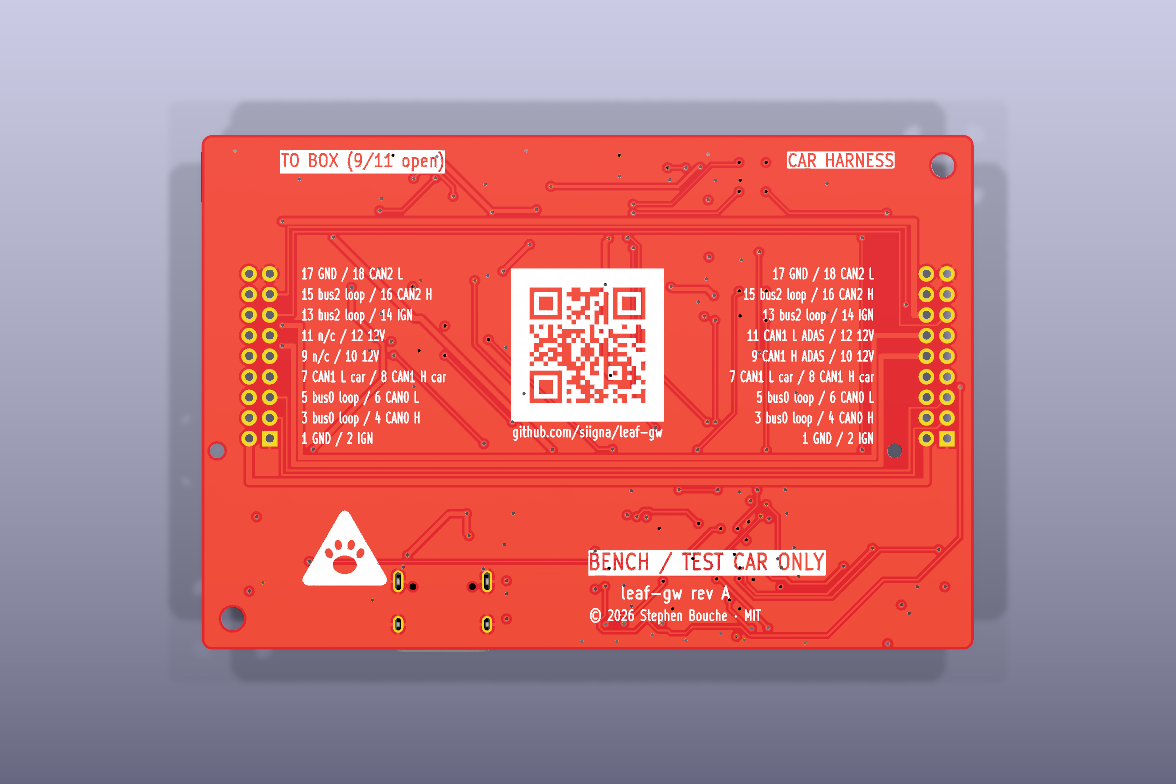 TO BOX (9/11 open)
CAR HARNESS
17 GND / 18 CAN2 L
15 bus2 loop / 16 CAN2 H
13 bus2 loop / 14 IGN
11 n/c / 12 12V
9 n/c / 10 12V
7 CAN1 L car / 8 CAN1 H car
5 bus0 loop / 6 CAN0 L
3 bus0 loop / 4 CAN0 H
1 GND / 2 IGN
17 GND / 18 CAN2 L
15 bus2 loop / 16 CAN2 H
13 bus2 loop / 14 IGN
11 CAN1 L ADAS / 12 12V
9 CAN1 H ADAS / 10 12V
7 CAN1 L car / 8 CAN1 H car
5 bus0 loop / 6 CAN0 L
3 bus0 loop / 4 CAN0 H
1 GND / 2 IGN
github.com/siigna/leaf-gw
BENCH / TEST CAR ONLY
leaf-gw rev A
© 2026 Stephen Bouche · MIT